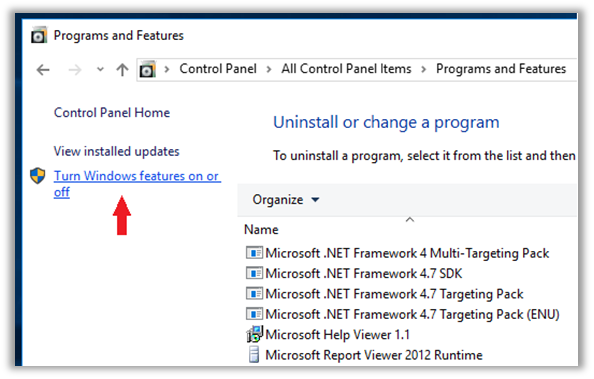 Programs and Features
Control Panel > All Control Panel Items > Programs and Features
Control Panel Home
View installed updates
Turn Windows features on or
off
Uninstall or change a program
To uninstall a program, select it from the list and then
Organize
Name
Microsoft .NET Framework 4 Multi-Targeting Pack
Microsoft .NET Framework 4.7 SDK
Microsoft .NET Framework 4.7 Targeting Pack
Microsoft .NET Framework 4.7 Targeting Pack (ENU)
Microsoft Help Viewer 1.1
Microsoft Report Viewer 2012 Runtime